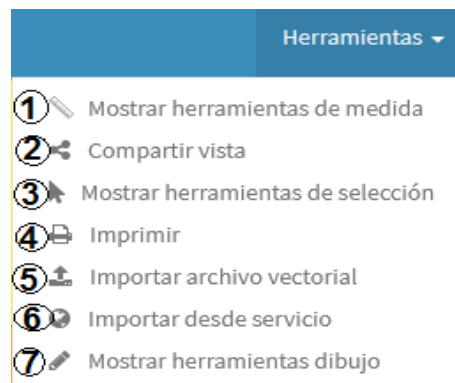 Herramientas
1 Mostrar herramientas de medida
2 Compartir vista
3 Mostrar herramientas de selección
4 Imprimir
5 Importar archivo vectorial
6 Importar desde servicio
7 Mostrar herramientas dibujo